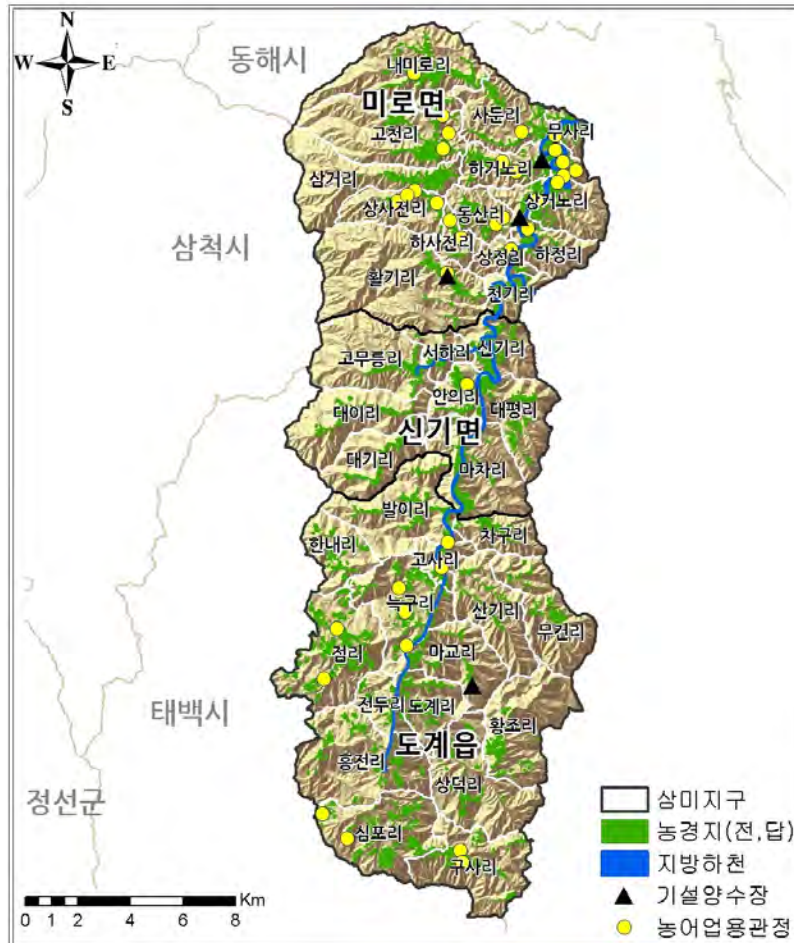 N
W E
S
동해시
내미로리
미로면
사둔리
고천리
무사리
삼거리
하거노리
상사전리
동산리
상거노리
하사전리
삼척시
상정리
하정리
활기리
천기리
고무릉리
서하리
신기리
안의리
대이리
대평리
신기면
대기리
마차리
발이리
차구리
한내리
고사리
늑구리
산기리
무건리
점리
마교리
태백시
전두리
도계리
황조리
도계읍
흥전리
정선군
상덕리
심포리
구사리
삼미지구
농경지(전,답)
지방하천
기설양수장
농어업용관정
Km
0 1 2 4 6 8